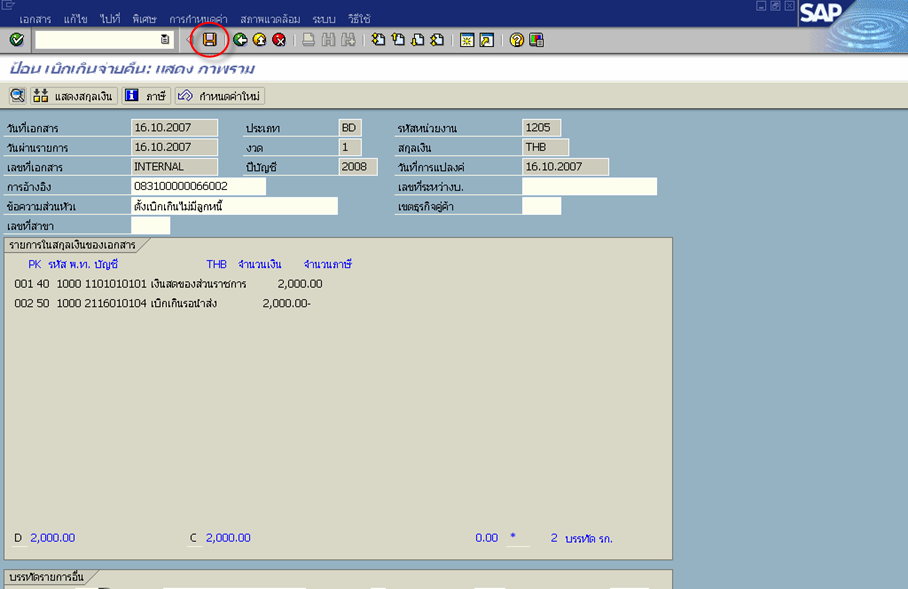 เอกสาร แก้ไข ไปที่ พิเศษ การกำหนดค่า สภาพแวดล้อม ระบบ วิธีใช้
SAP
ป้อน เบิกเกินจ่ายคืน: แสดง ภาพรวม
แสดงสกุลเงิน ภาษี กำหนดค่าใหม่
วันที่เอกสาร 16.10.2007 ประเภท BD รหัสหน่วยงาน 1205
วันผ่านรายการ 16.10.2007 งวด 1 สกุลเงิน THB
เลขที่เอกสาร INTERNAL ปีบัญชี 2008 วันที่การแปลงค่ 16.10.2007
การอ้างอิง 083100000066002 เลขที่ระหว่างบ.
ข้อความส่วนหัวเ ตั้งเบิกเกินไม่มีลูกหนี้ เขตธุรกิจคู่ค้า
เลขที่สาขา
รายการในสกุลเงินของเอกสาร
PK รหัส พ.ท. บัญชี THB จำนวนเงิน จำนวนภาษี
001 40 1000 1101010101 เงินสดของส่วนราชการ 2,000.00
002 50 1000 2116010104 เบิกเกินรอนำส่ง 2,000.00-
D 2,000.00 C 2,000.00 0.00 * 2 บรรทัด รก.
บรรทัดรายการอื่น